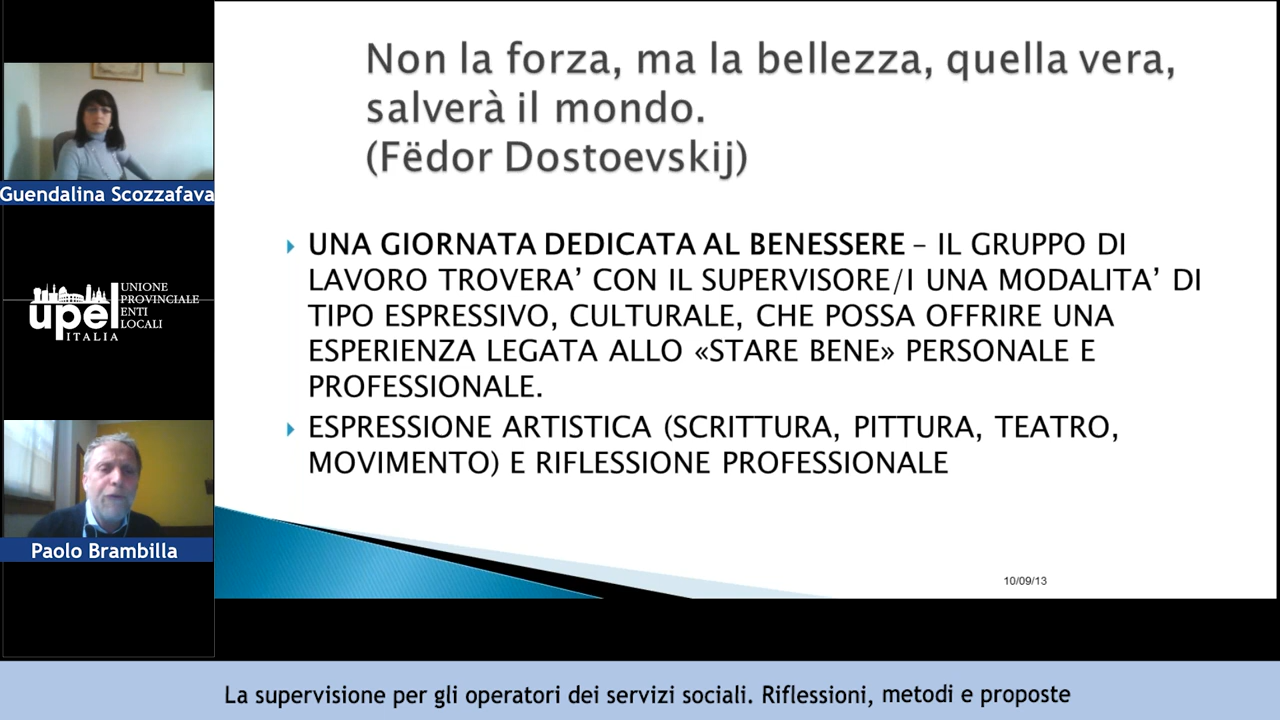 Guendalina Scozzafava
upel
ITALIA
UNIONE
PROVINCIALE
ENTI
LOCALI
Paolo Brambilla
Non la forza, ma la bellezza, quella vera,
salverà il mondo.
(Fëdor Dostoevskij)
UNA GIORNATA DEDICATA AL BENESSERE – IL GRUPPO DI
LAVORO TROVERA’ CON IL SUPERVISORE/I UNA MODALITA’ DI
TIPO ESPRESSIVO, CULTURALE, CHE POSSA OFFRIRE UNA
ESPERIENZA LEGATA ALLO «STARE BENE» PERSONALE E
PROFESSIONALE.
ESPRESSIONE ARTISTICA (SCRITTURA, PITTURA, TEATRO,
MOVIMENTO) E RIFLESSIONE PROFESSIONALE
10/09/13
La supervisione per gli operatori dei servizi sociali. Riflessioni, metodi e proposte